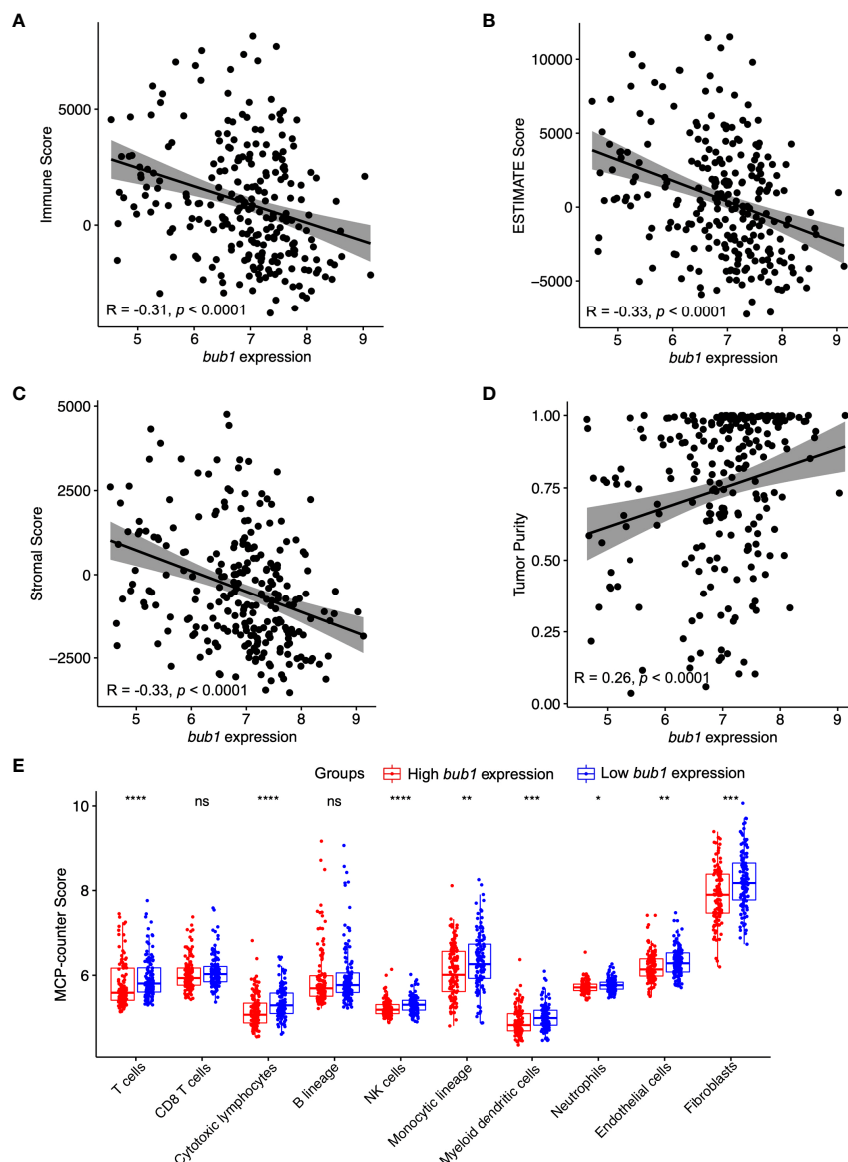 A
Immune Score
5000
0
R = -0.31, p < 0.0001
5 6 7 8 9
bub1 expression
B
ESTIMATE Score
10000
5000
0
−5000
R = -0.33, p < 0.0001
5 6 7 8 9
bub1 expression
C
Stromal Score
5000
2500
0
−2500
R = -0.33, p < 0.0001
5 6 7 8 9
bub1 expression
D
Tumor Purity
1.00
0.75
0.50
0.25
0.00
R = 0.26, p < 0.0001
5 6 7 8 9
bub1 expression
E
Groups High bub1 expression Low bub1 expression
MCP-counter Score
10
8
6
**** ns **** ns **** ** *** * ** ***
T cells
CD8 T cells
Cytotoxic lymphocytes
B lineage
NK cells
Monocytic lineage
Myeloid dendritic cells
Neutrophils
Endothelial cells
Fibroblasts